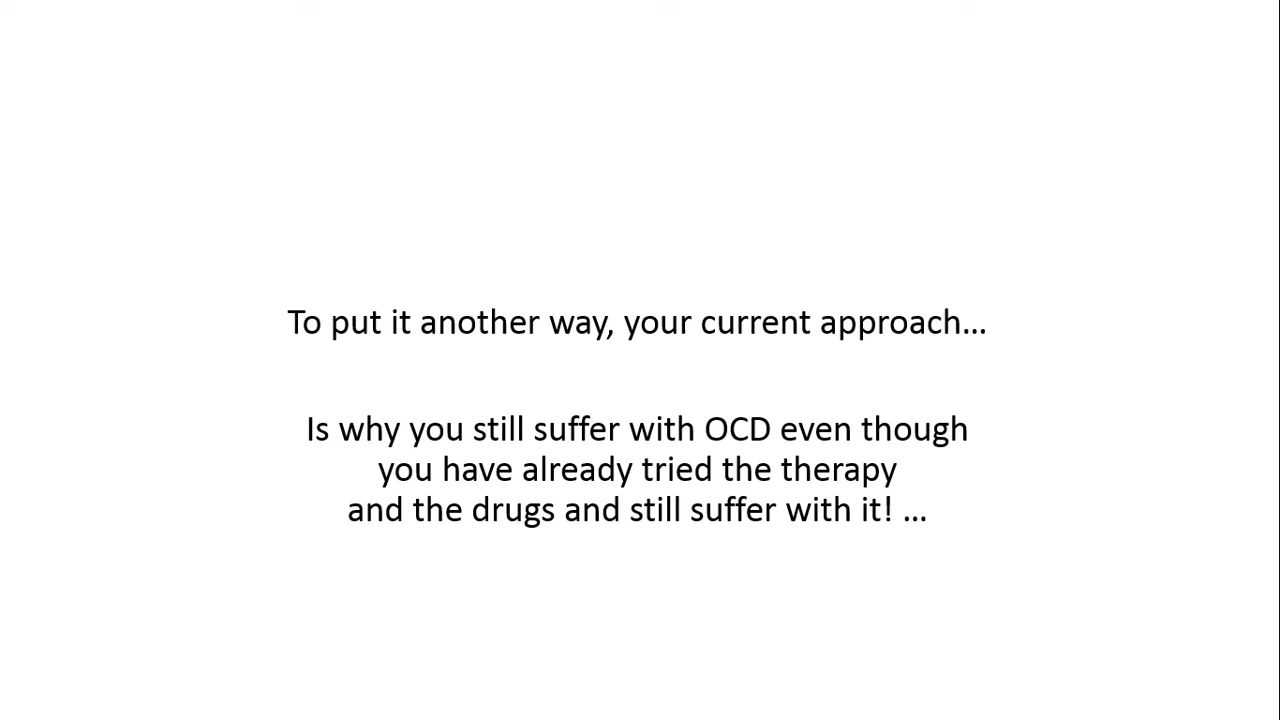 To put it another way, your current approach...
Is why you still suffer with OCD even though
you have already tried the therapy
and the drugs and still suffer with it! ...